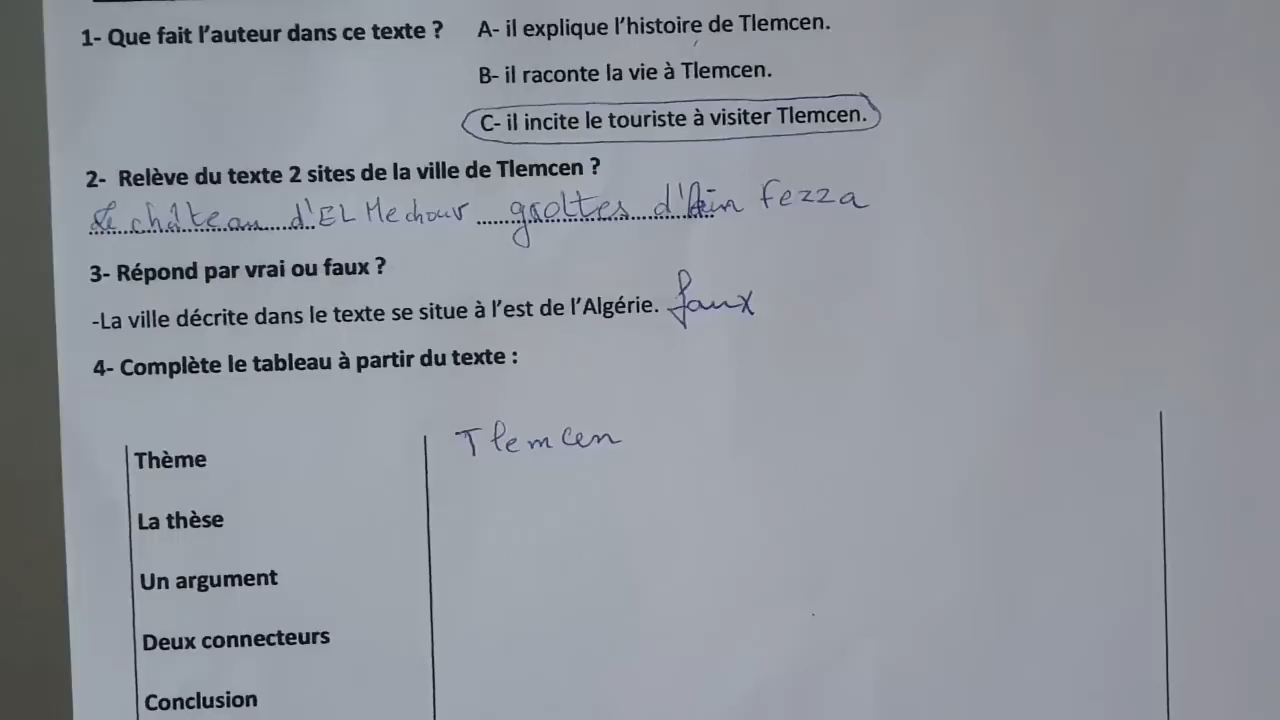 1- Que fait l'auteur dans ce texte ? A- il explique l'histoire de Tlemcen.
B- il raconte la vie à Tlemcen.
C- il incite le touriste à visiter Tlemcen.
2- Relève du texte 2 sites de la ville de Tlemcen ?
Le château d'EL Mechour grottes d'Ain Fezza
3- Répond par vrai ou faux ?
-La ville décrite dans le texte se situe à l'est de l'Algérie. faux
4- Complète le tableau à partir du texte :
Thème Tlemcen
La thèse
Un argument
Deux connecteurs
Conclusion